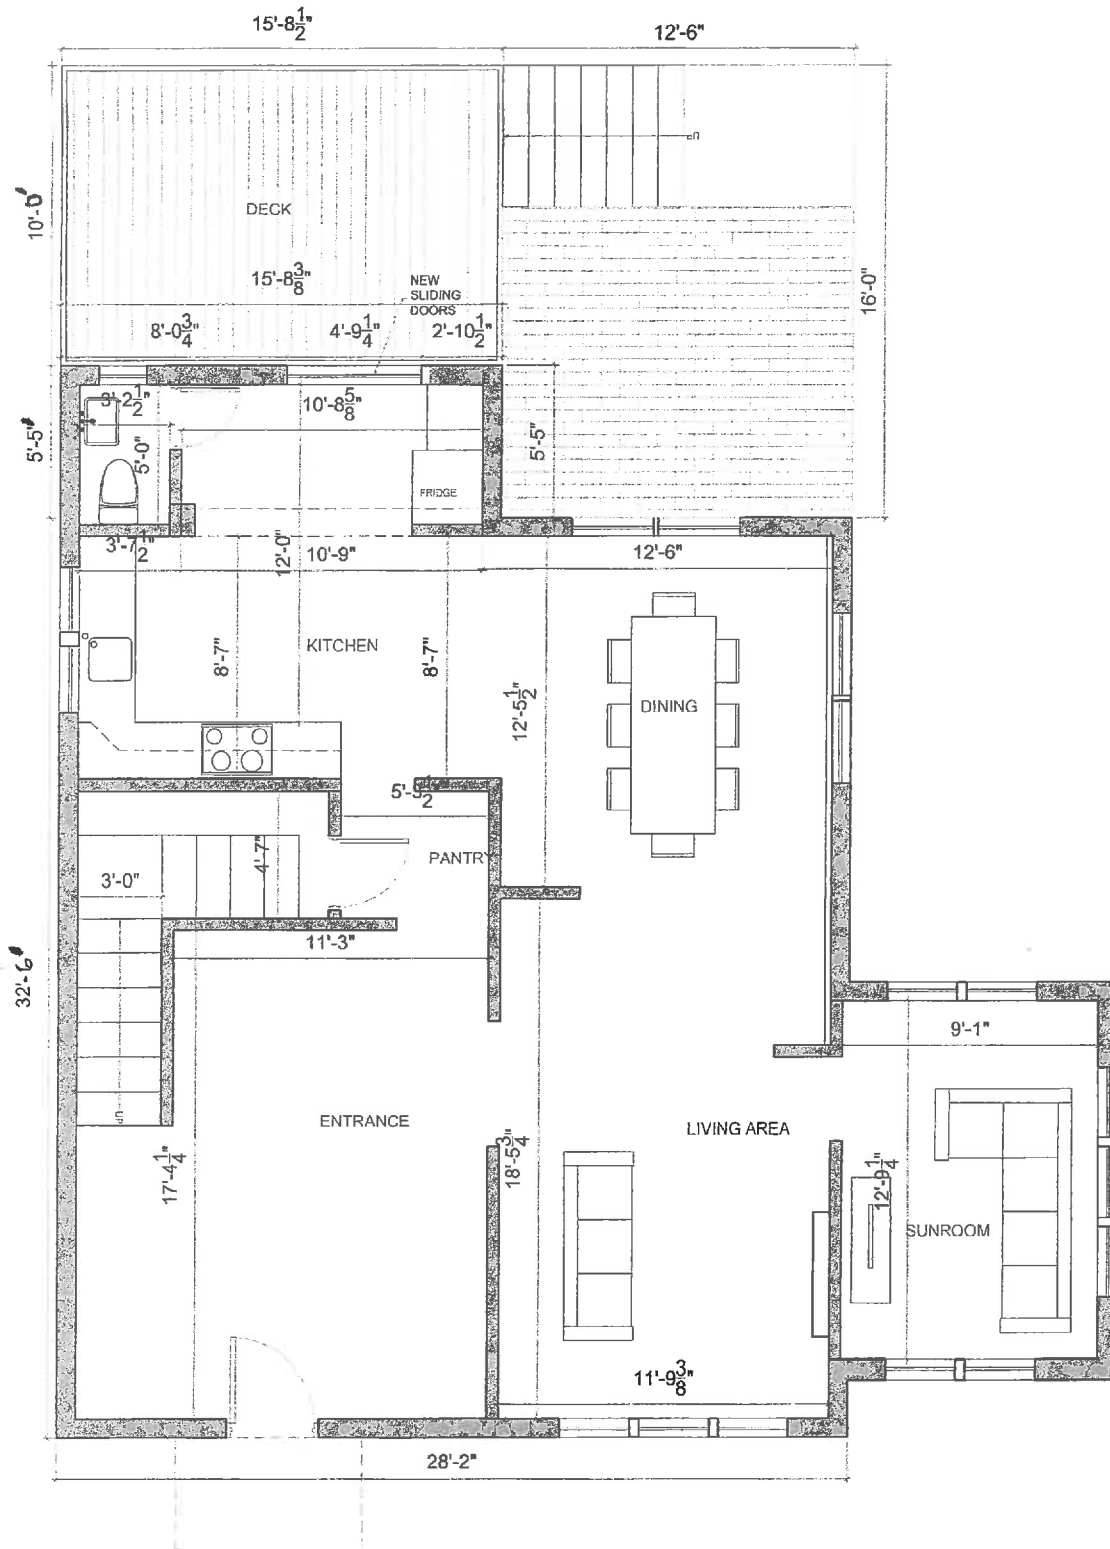 15'-8 1/2"
12'-6"
10'-0"
DECK
15'-8 3/8"
NEW
SLIDING
DOORS
16'-0"
8'-0 3/4"
4'-9 1/4"
2'-10 1/2"
3'-2 1/2"
10'-8 5/8"
5'-5"
5'-0"
5'-5"
FRIDGE
3'-7 1/2"
12'-0"
10'-9"
12'-6"
KITCHEN
8'-7"
8'-7"
12'-5 1/2"
DINING
PANTRY
4'-7"
3'-0"
11'-3"
32'-6"
9'-1"
ENTRANCE
LIVING AREA
17'-4 1/4"
18'-5 3/4"
12'-9 1/4"
SUNROOM
11'-9 3/8"
28'-2"